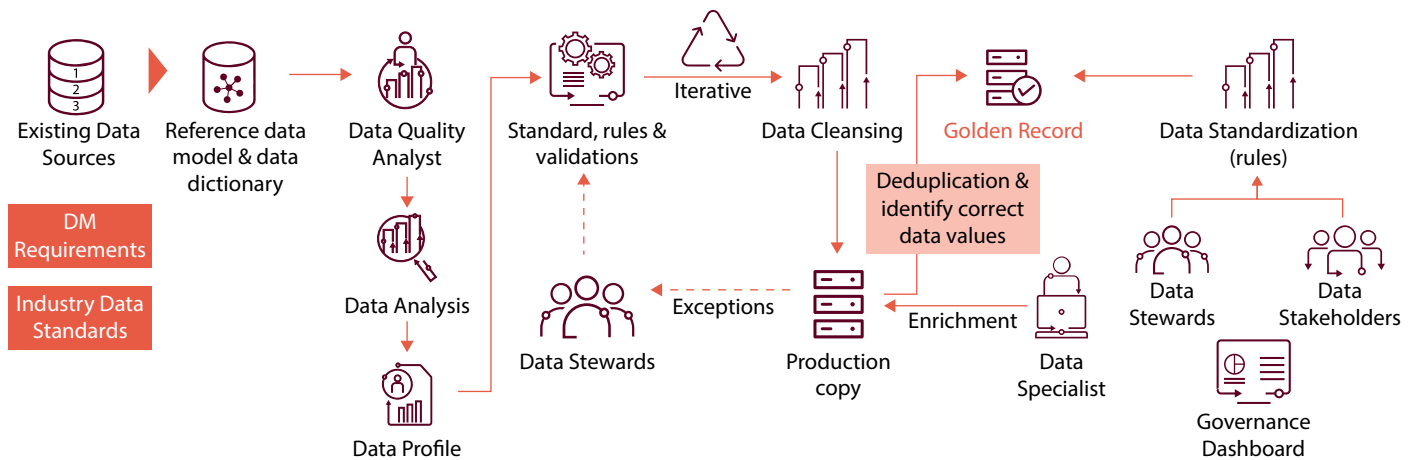 1
2
3
Existing Data
Sources
DM
Requirements
Industry Data
Standards
Reference data
model & data
dictionary
Data Quality
Analyst
Data Analysis
Data Profile
Standard, rules &
validations
Data Stewards
Iterative
Exceptions
Data Cleansing
Production
copy
Deduplication &
identify correct
data values
Enrichment
Golden Record
Data
Specialist
Data Standardization
(rules)
Data
Stewards
Data
Stakeholders
Governance
Dashboard